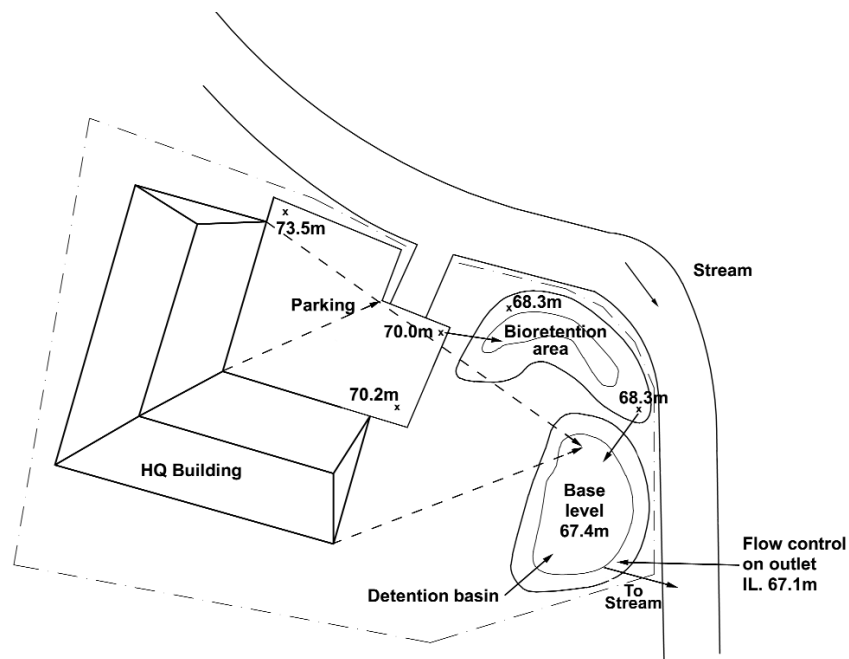 73.5m
Stream
Parking
68.3m
70.0m
Bioretention
area
70.2m
68.3m
HQ Building
Base
level
67.4m
Flow control
on outlet
IL. 67.1m
Detention basin
To
Stream